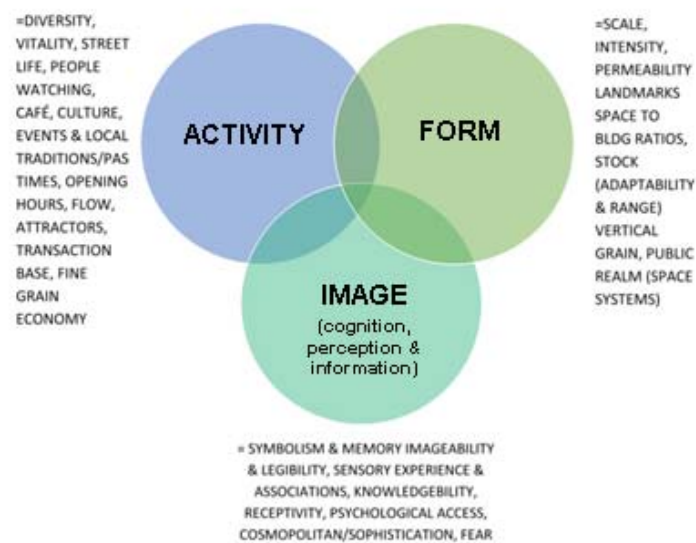 =DIVERSITY,
VITALITY, STREET
LIFE, PEOPLE
WATCHING,
CAFÉ, CULTURE,
EVENTS & LOCAL
TRADITIONS/PAS
TIMES, OPENING
HOURS, FLOW,
ATTRACTORS,
TRANSACTION
BASE, FINE
GRAIN
ECONOMY
ACTIVITY
FORM
=SCALE,
INTENSITY,
PERMEABILITY
LANDMARKS
SPACE TO
BLDG RATIOS,
STOCK
(ADAPTABILITY
& RANGE)
VERTICAL
GRAIN, PUBLIC
REALM (SPACE
SYSTEMS)
IMAGE
(cognition,
perception &
information)
= SYMBOLISM & MEMORY IMAGEABILITY
& LEGIBILITY, SENSORY EXPERIENCE &
ASSOCIATIONS, KNOWLEDGEBILITY,
RECEPTIVITY, PSYCHOLOGICAL ACCESS,
COSMOPOLITAN/SOPHISTICATION, FEAR